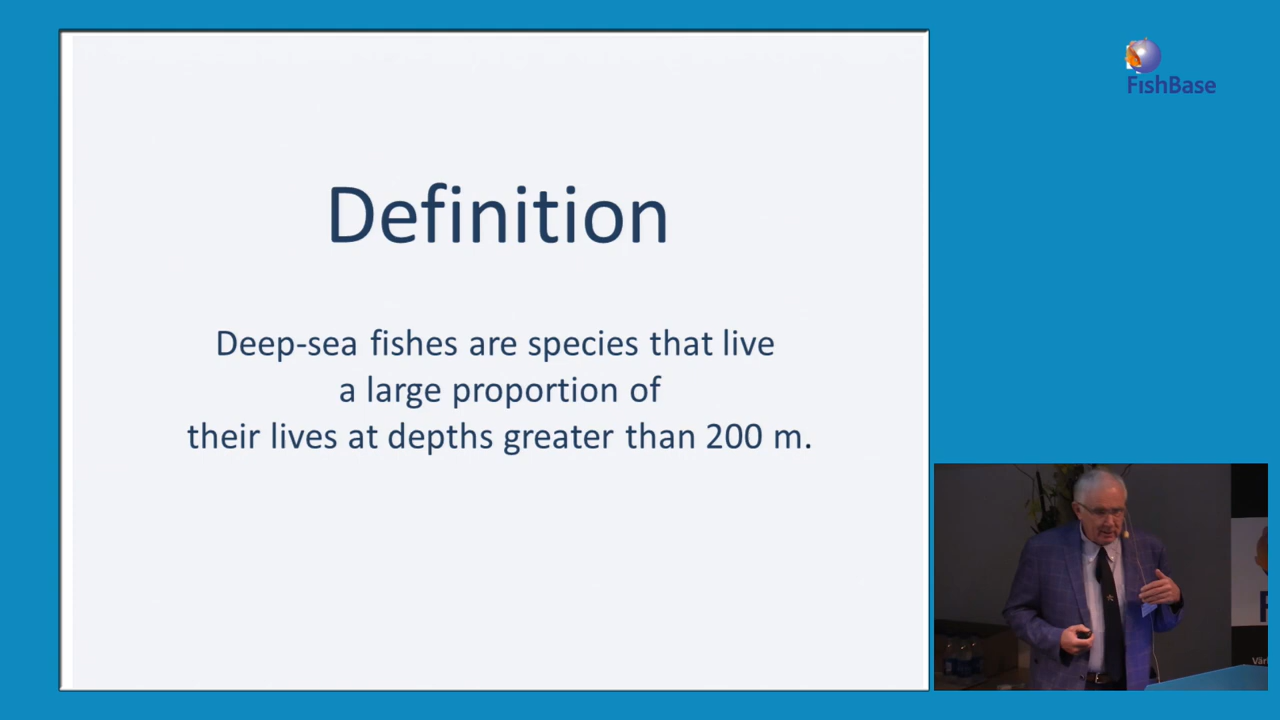 FishBase
Definition
Deep-sea fishes are species that live
a large proportion of
their lives at depths greater than 200 m.
Vär